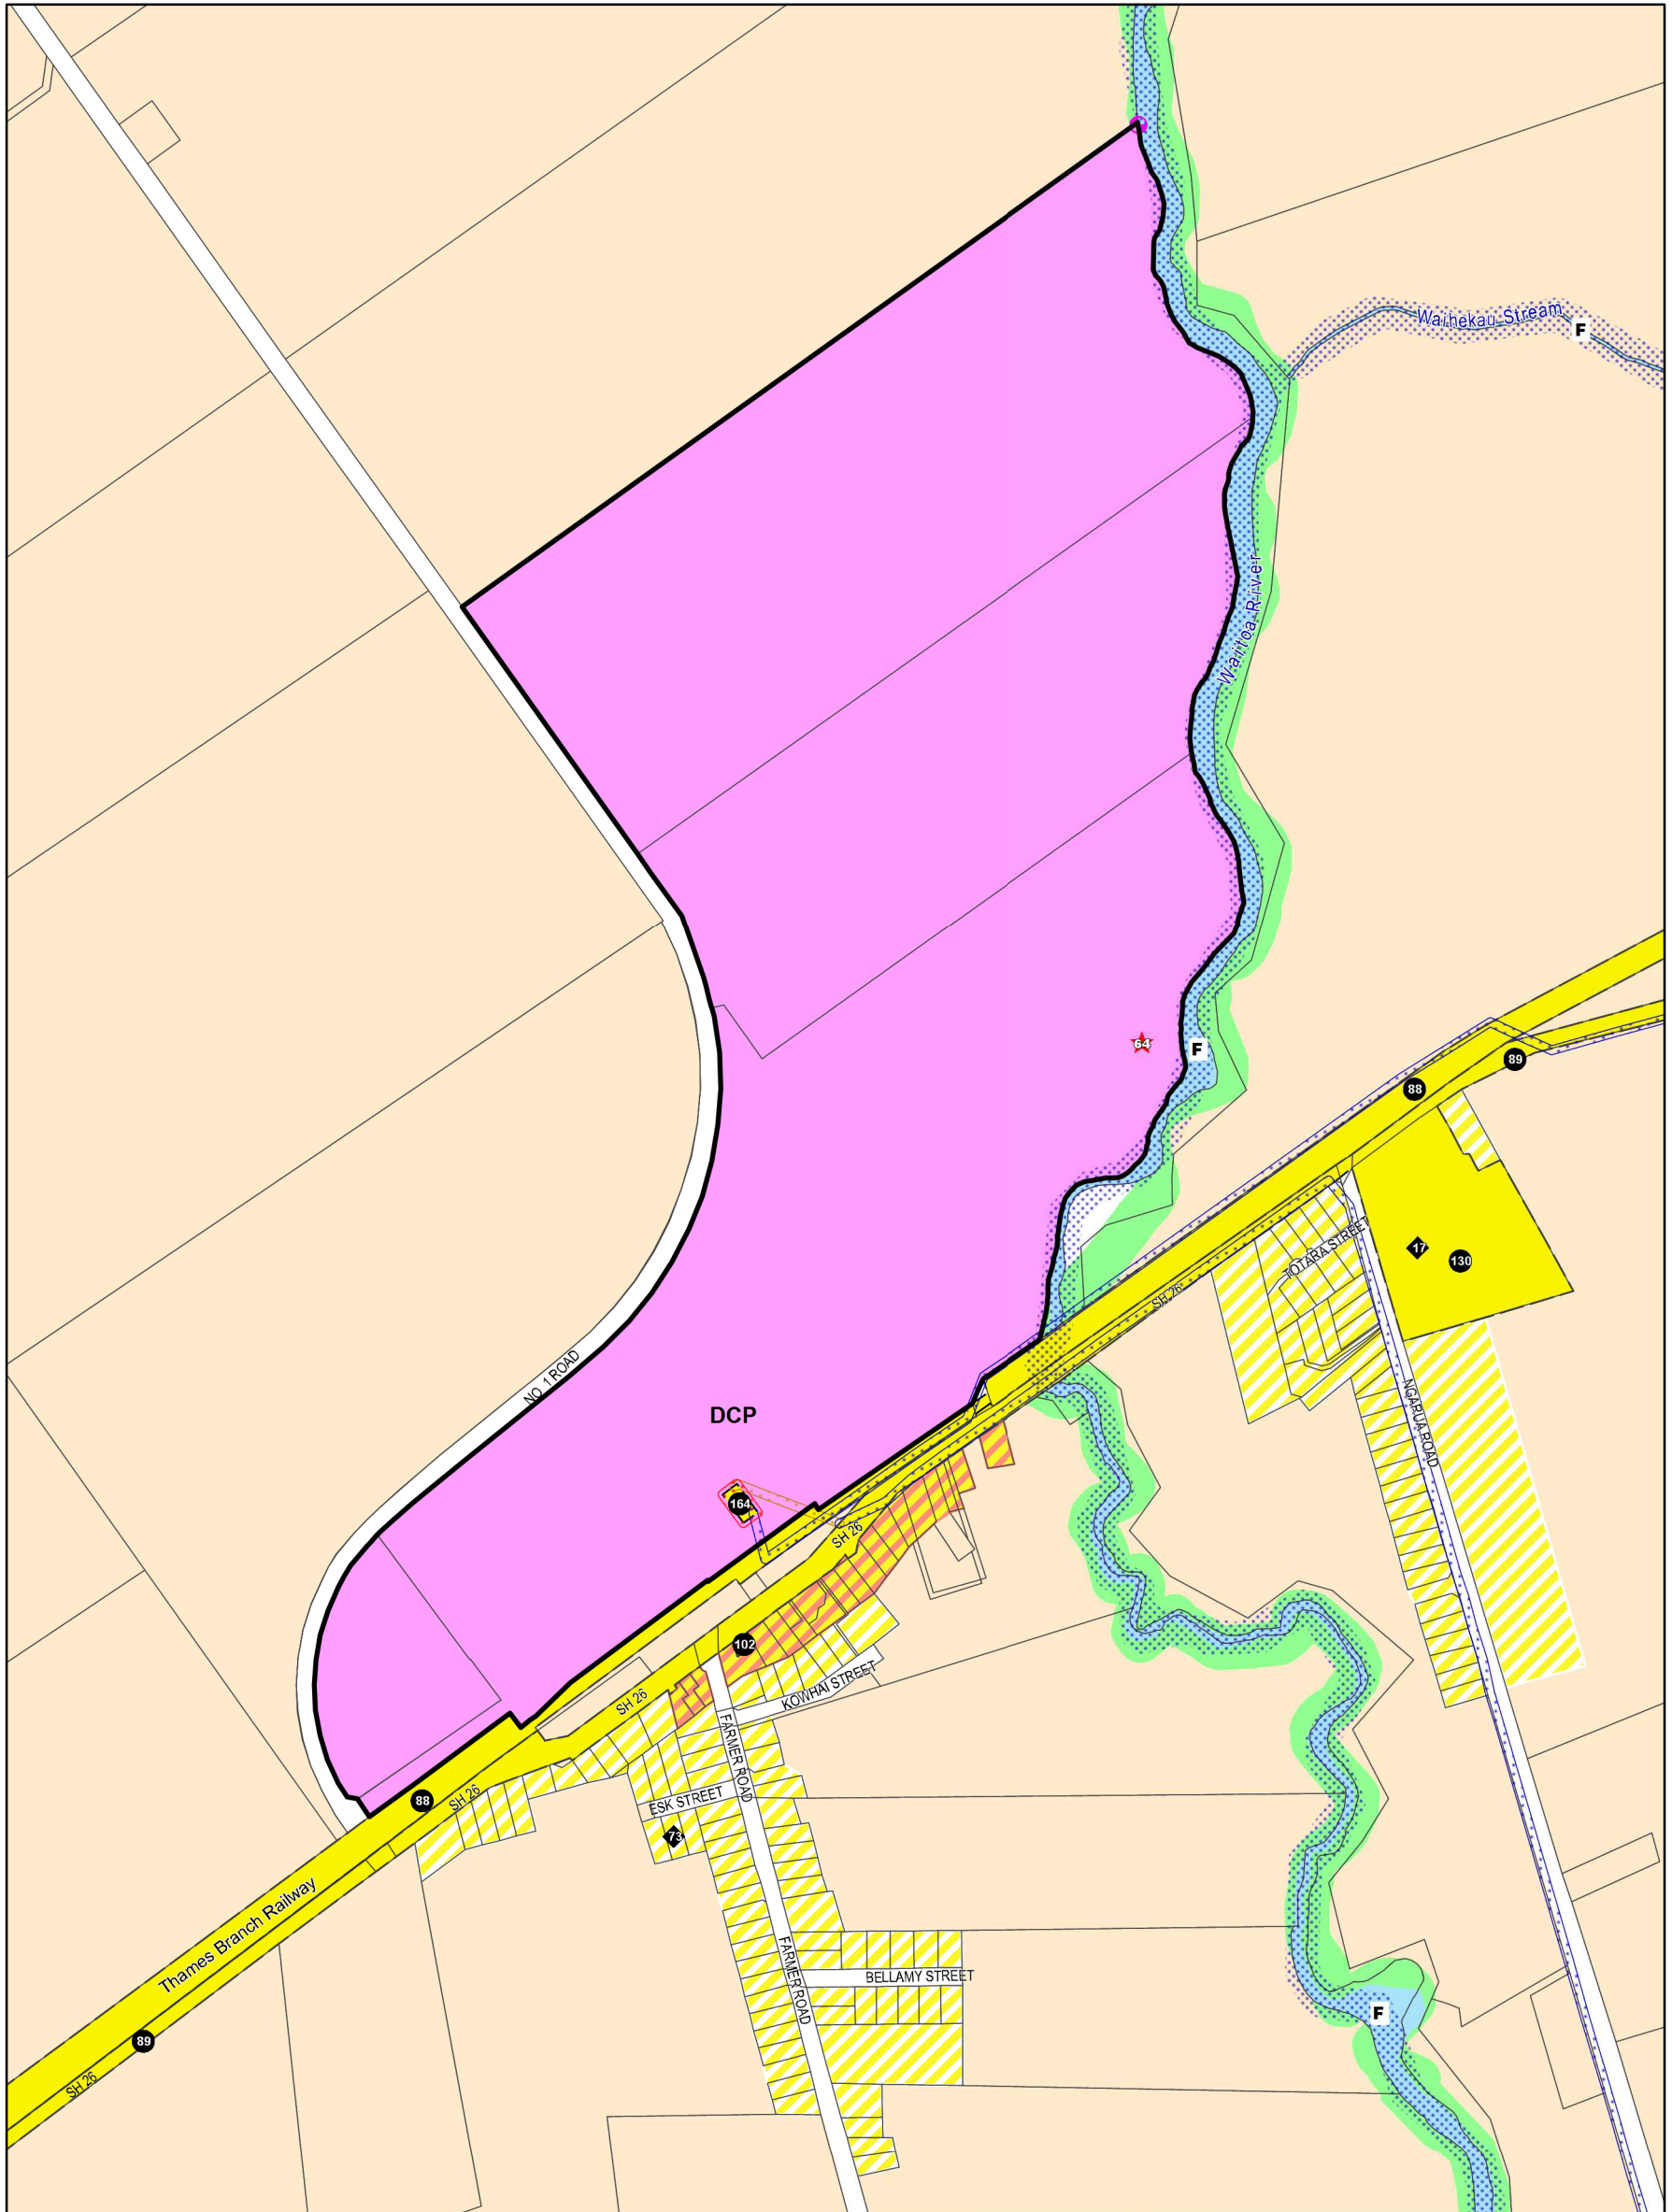 Waihekau Stream
F
Waitoa River
64
F
89
88
TOTARA STREET
17
130
SH 26
NO 1 ROAD
NGARUA ROAD
DCP
164
SH 26
102
KOWHAI STREET
SH 26
FARMER ROAD
88
SH 26
ESK STREET
73
Thames Branch Railway
FARMER ROAD
BELLAMY STREET
F
89
SH 26